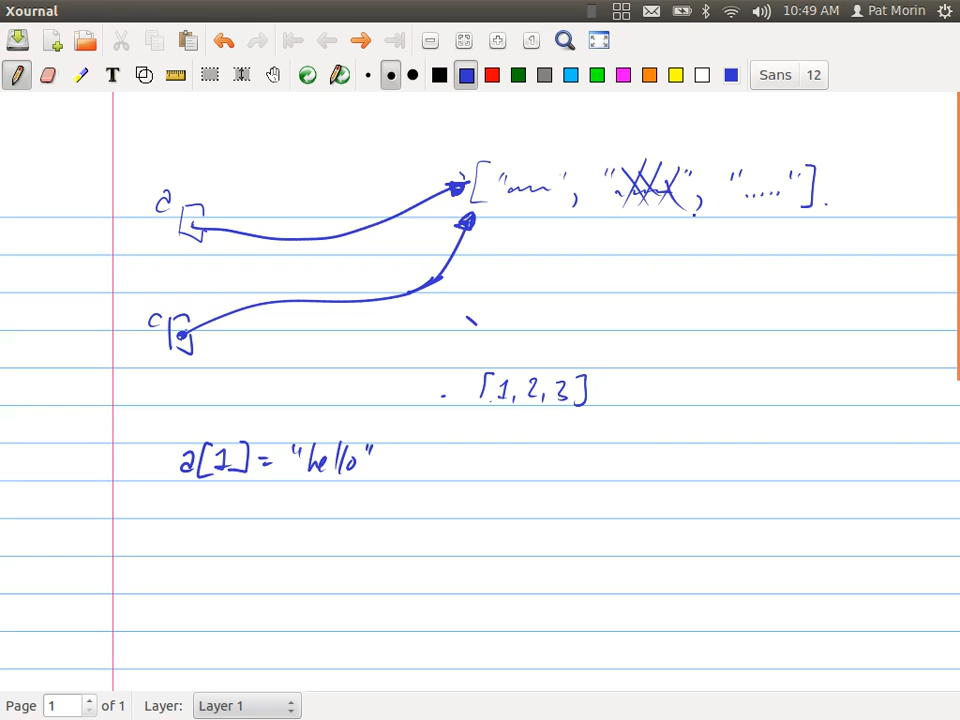 Xournal
10:49 AM Pat Morin
Sans 12
a
[ " ", " ", "....." ].
c
. [1, 2, 3]
a[1] = "hello"
Page 1 of 1 Layer: Layer 1